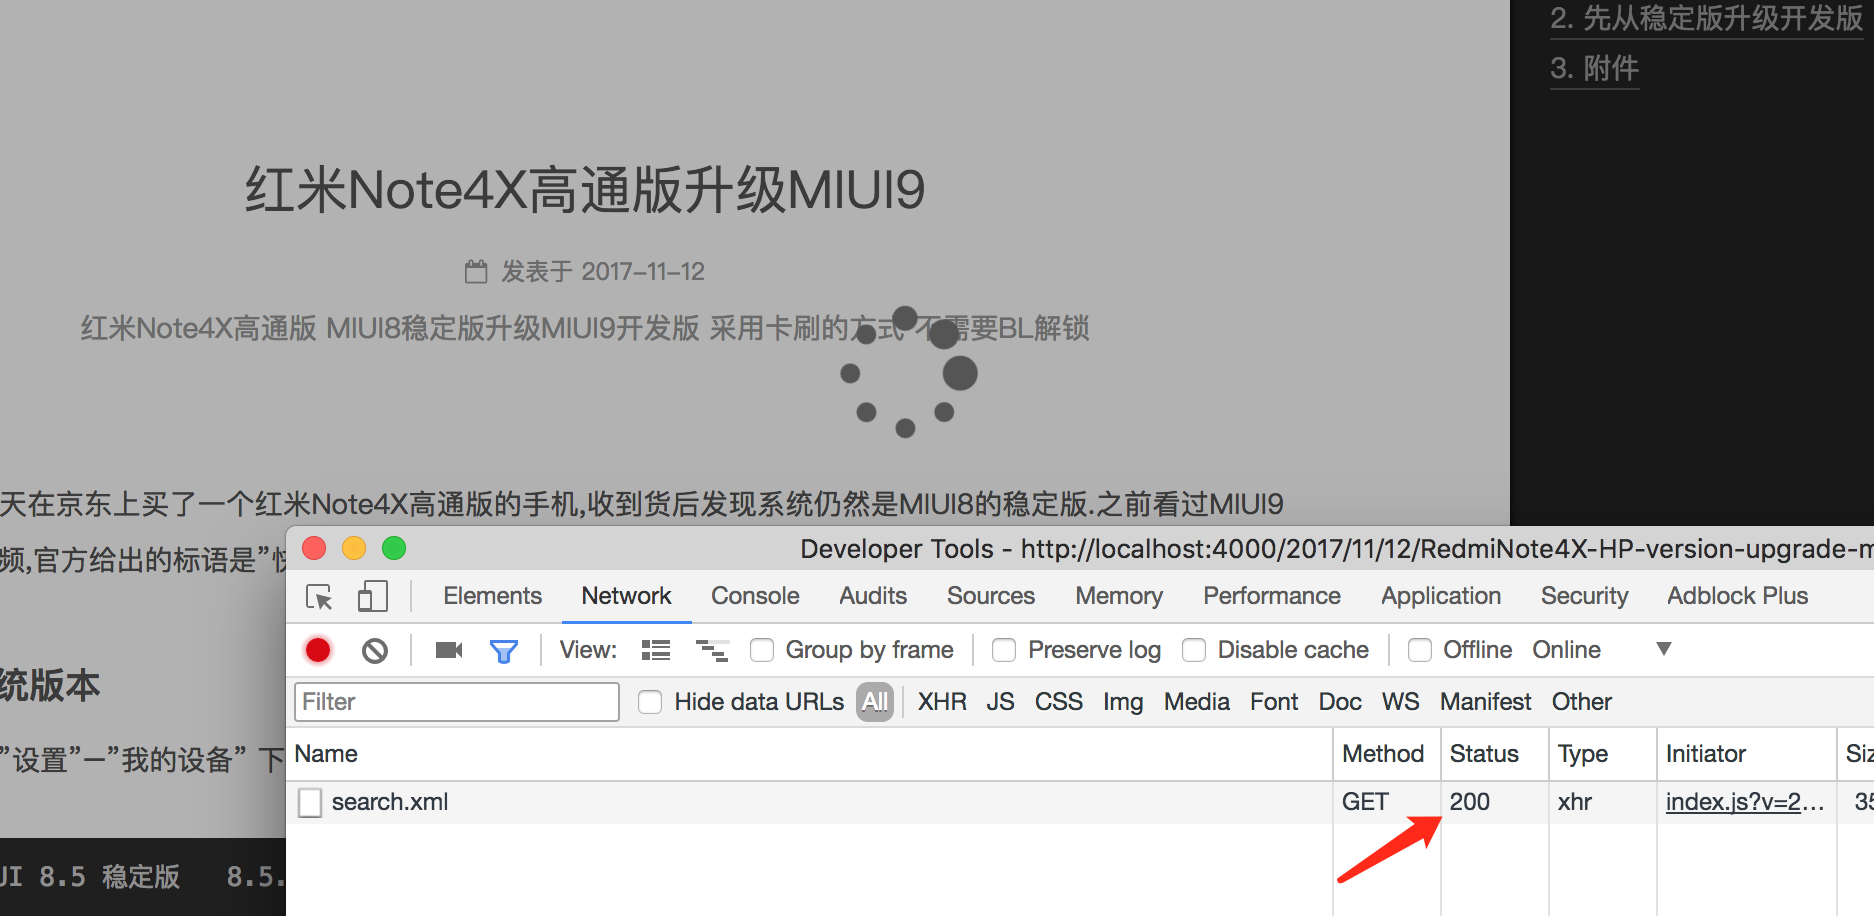 2. 先从稳定版升级开发版
3. 附件
红米Note4X高通版升级MIUI9
发表于 2017-11-12
红米Note4X高通版 MIUI8稳定版升级MIUI9开发版 采用卡刷的方式 不需要BL解锁
天在京东上买了一个红米Note4X高通版的手机,收到货后发现系统仍然是MIUI8的稳定版.之前看过MIUI9
频,官方给出的标语是”快
统版本
”设置”—”我的设备” 下
UI 8.5 稳定版 8.5.
Developer Tools - http://localhost:4000/2017/11/12/RedmiNote4X-HP-version-upgrade-m
Elements Network Console Audits Sources Memory Performance Application Security Adblock Plus
View: Group by frame Preserve log Disable cache Offline Online
Filter Hide data URLs All XHR JS CSS Img Media Font Doc WS Manifest Other
Name Method Status Type Initiator Siz
search.xml GET 200 xhr index.js?v=2… 35